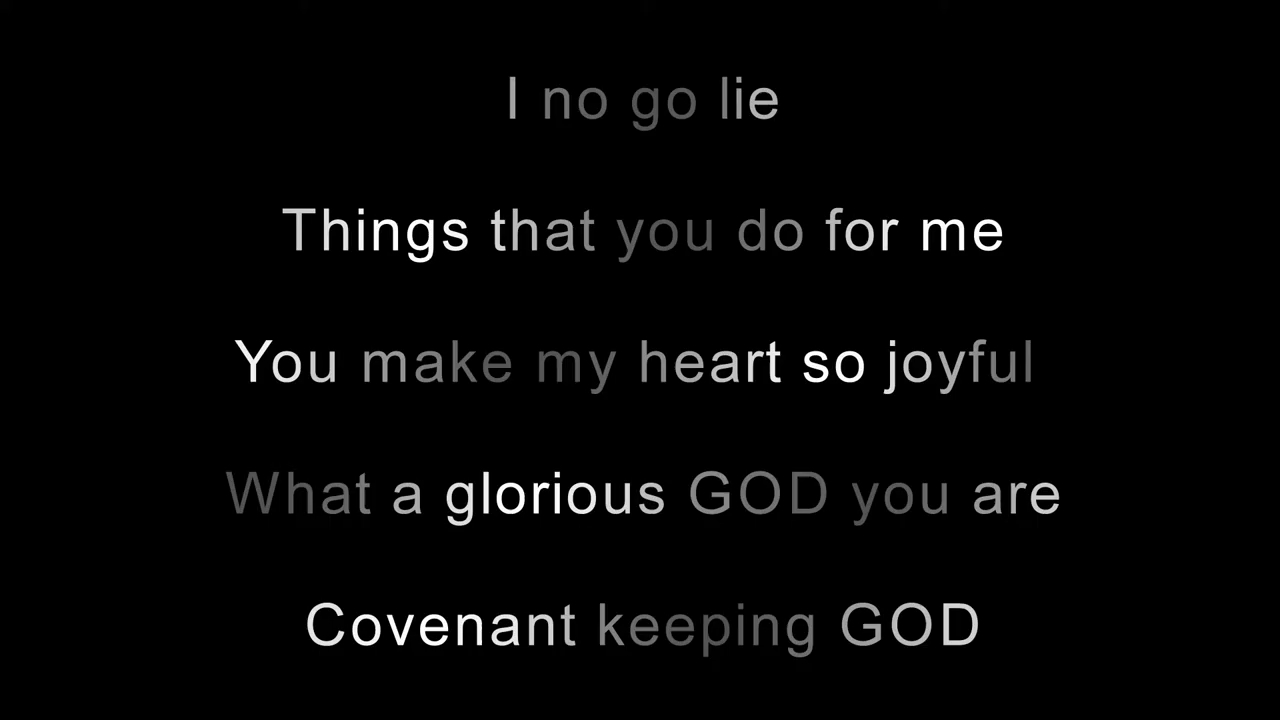 I no go lie
Things that you do for me
You make my heart so joyful
What a glorious GOD you are
Covenant keeping GOD